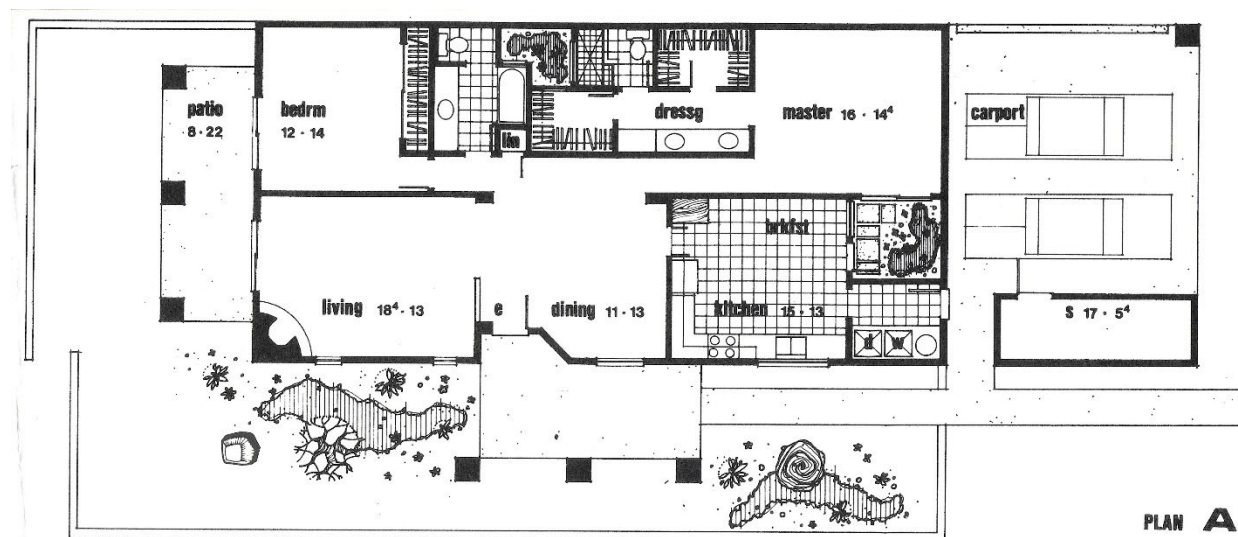 patio
8 · 22
bedrm
12 · 14
lin
dressg
master 16 · 14⁴
carport
living 18⁴ · 13
e
dining 11 · 13
brkfst
kitchen 15 · 13
d
w
S 17 · 5⁴
PLAN A